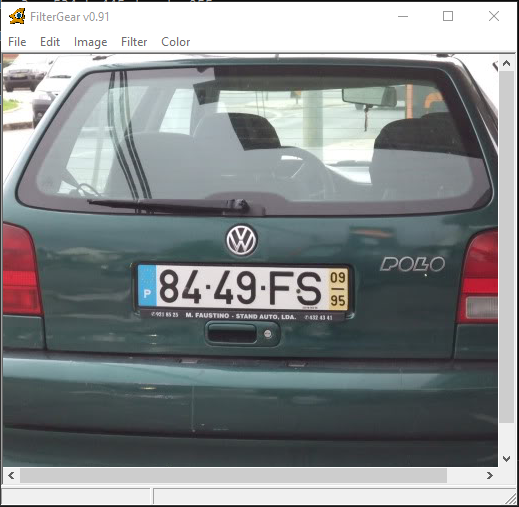 FilterGear v0.91
File Edit Image Filter Color
POLO
P 84·49·FS 09 95
M. FAUSTINO - STAND AUTO, LDA.